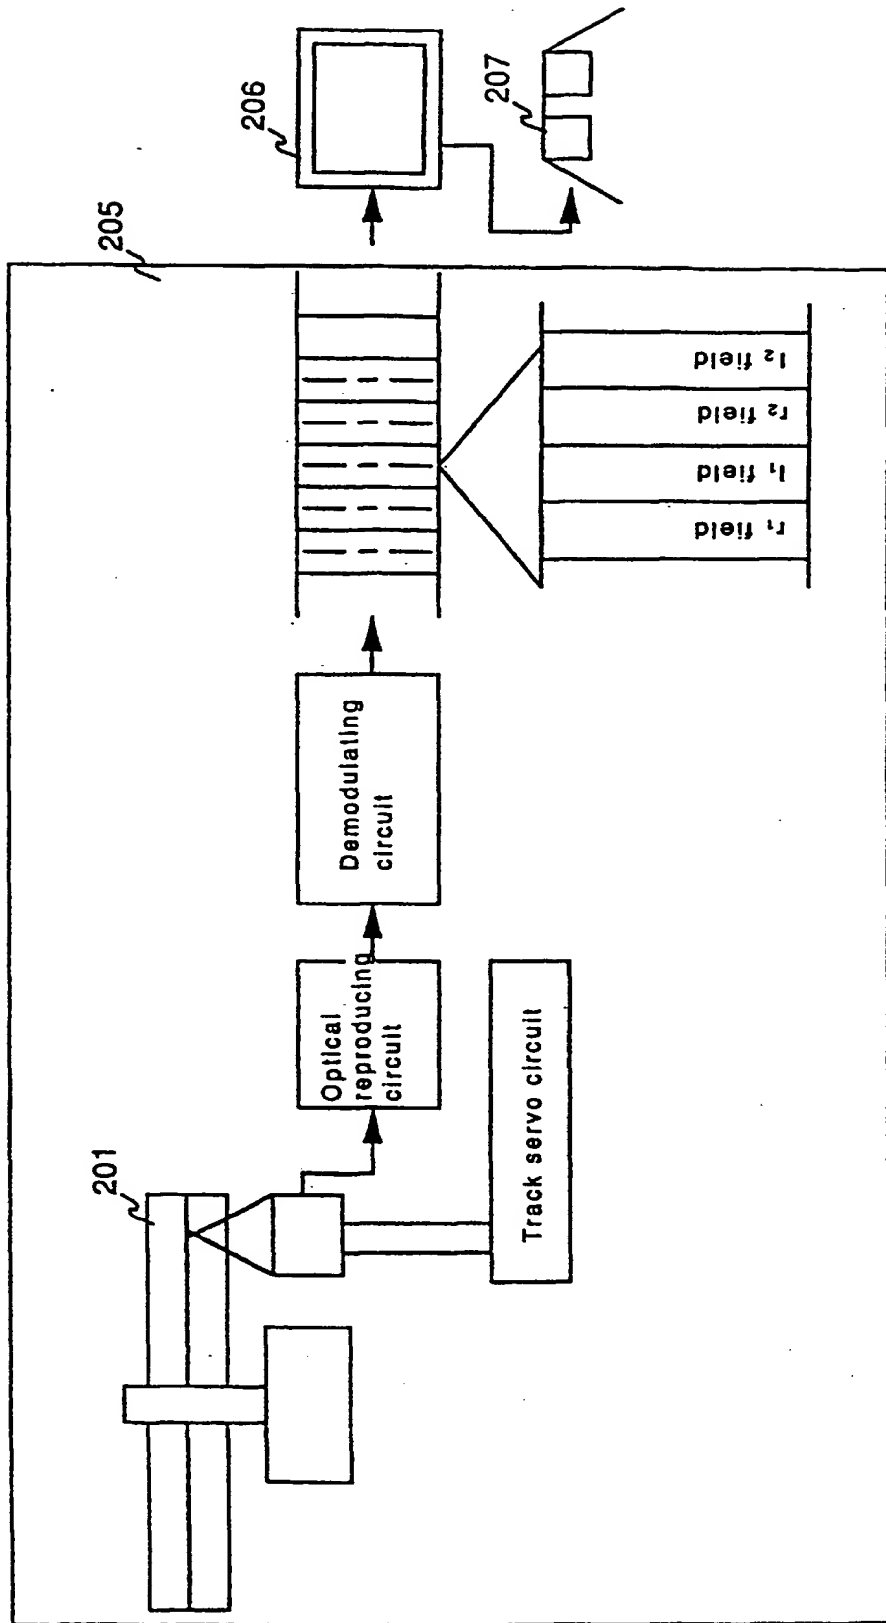 201
Optical
reproducing
circuit
Track servo circuit
Demodulating
circuit
205
r₁ field
l₁ field
r₂ field
l₂ field
206
207